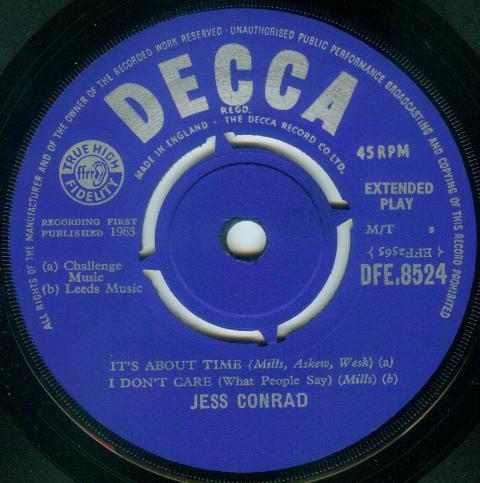 ALL RIGHTS OF THE MANUFACTURER AND OF THE OWNER OF THE RECORDED WORK RESERVED · UNAUTHORISED PUBLIC PERFORMANCE BROADCASTING AND COPYING OF THIS RECORD PROHIBITED
DECCA
REGD.
MADE IN ENGLAND · THE DECCA RECORD CO LTD.
TRUE HIGH
ffrr
FIDELITY
45 RPM
EXTENDED
PLAY
RECORDING FIRST
PUBLISHED 1963
M/T
{ EFF2565 }
(a) Challenge
Music
(b) Leeds Music
DFE.8524
IT'S ABOUT TIME (Mills, Askew, Wesk) (a)
I DON'T CARE (What People Say) (Mills) (b)
JESS CONRAD